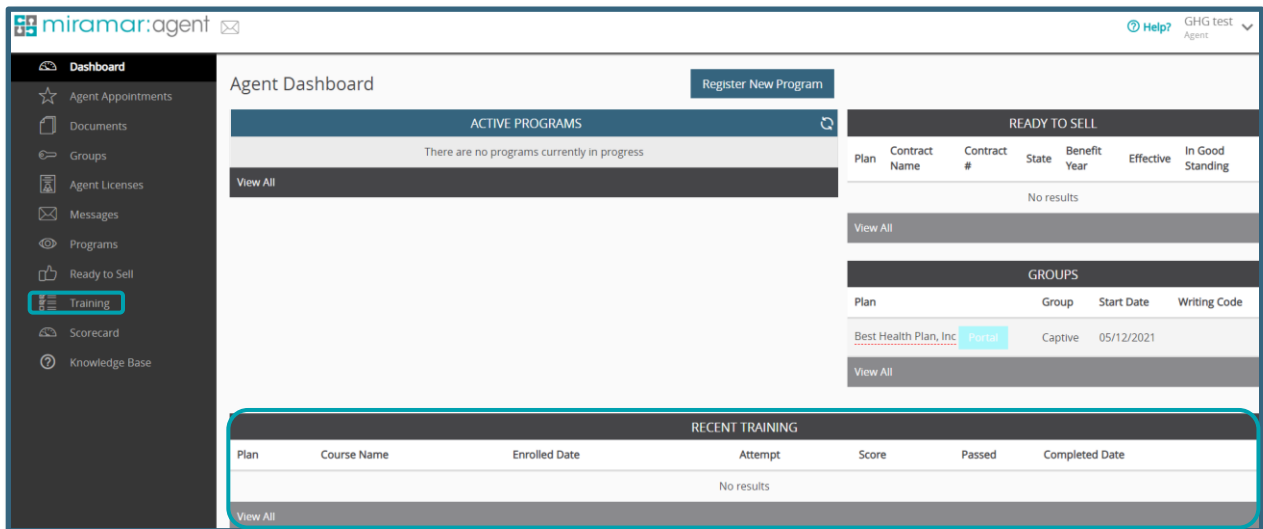 miramar:agent
Help?
GHG test
Agent
Dashboard
Agent Appointments
Documents
Groups
Agent Licenses
Messages
Programs
Ready to Sell
Training
Scorecard
Knowledge Base
Agent Dashboard
Register New Program
ACTIVE PROGRAMS
There are no programs currently in progress
View All
READY TO SELL
Plan Contract Name Contract # State Benefit Year Effective In Good Standing
No results
View All
GROUPS
Plan Group Start Date Writing Code
Best Health Plan, Inc Portal Captive 05/12/2021
View All
RECENT TRAINING
Plan Course Name Enrolled Date Attempt Score Passed Completed Date
No results
View All